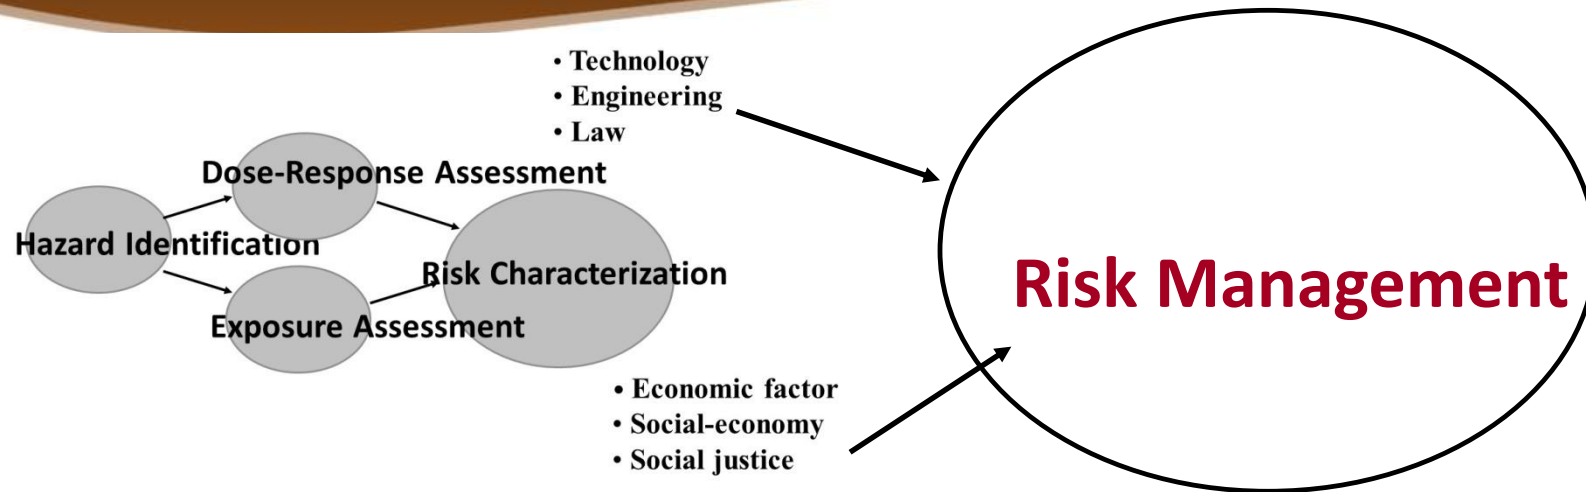 • Technology
• Engineering
• Law
Dose-Response Assessment
Hazard Identification
Risk Characterization
Exposure Assessment
Risk Management
• Economic factor
• Social-economy
• Social justice